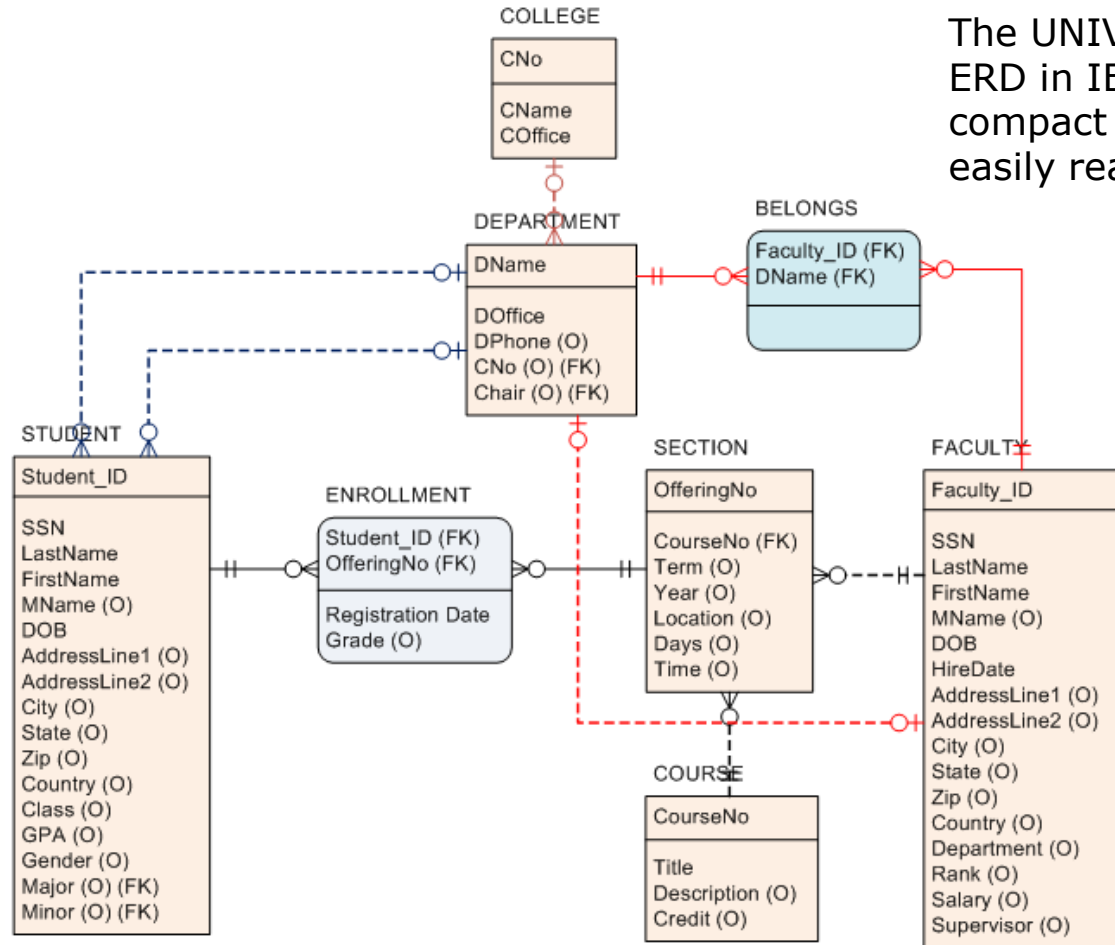 COLLEGE
CNo
CName
COffice
The
ERD in
compact
easily
DEPARTMENT
DName
DOffice
DPhone (O)
CNo (O) (FK)
Chair (O) (FK)
BELONGS
Faculty_ID (FK)
DName (FK)
STUDENT
Student_ID
SSN
LastName
FirstName
MName (O)
DOB
AddressLine1 (O)
AddressLine2 (O)
City (O)
State (O)
Zip (O)
Country (O)
Class (O)
GPA (O)
Gender (O)
Major (O) (FK)
Minor (O) (FK)
ENROLLMENT
Student_ID (FK)
OfferingNo (FK)
Registration Date
Grade (O)
SECTION
OfferingNo
CourseNo (FK)
Term (O)
Year (O)
Location (O)
Days (O)
Time (O)
COURSE
CourseNo
Title
Description (O)
Credit (O)
FACULTY
Faculty_ID
SSN
LastName
FirstName
MName (O)
DOB
HireDate
AddressLine1 (O)
AddressLine2 (O)
City (O)
State (O)
Zip (O)
Country (O)
Department (O)
Rank (O)
Salary (O)
Supervisor (O)